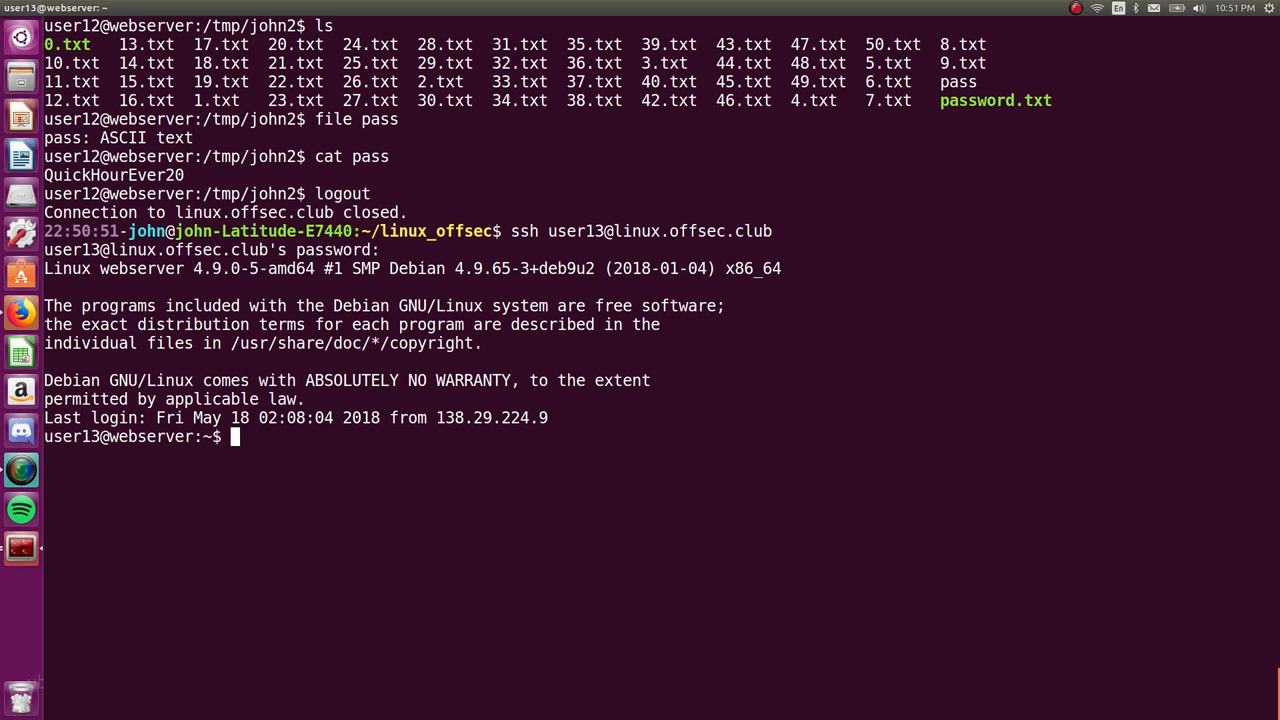 user13@webserver: ~
En
10:51 PM
user12@webserver:/tmp/john2$ ls
0.txt 13.txt 17.txt 20.txt 24.txt 28.txt 31.txt 35.txt 39.txt 43.txt 47.txt 50.txt 8.txt
10.txt 14.txt 18.txt 21.txt 25.txt 29.txt 32.txt 36.txt 3.txt 44.txt 48.txt 5.txt 9.txt
11.txt 15.txt 19.txt 22.txt 26.txt 2.txt 33.txt 37.txt 40.txt 45.txt 49.txt 6.txt pass
12.txt 16.txt 1.txt 23.txt 27.txt 30.txt 34.txt 38.txt 42.txt 46.txt 4.txt 7.txt password.txt
user12@webserver:/tmp/john2$ file pass
pass: ASCII text
user12@webserver:/tmp/john2$ cat pass
QuickHourEver20
user12@webserver:/tmp/john2$ logout
Connection to linux.offsec.club closed.
22:50:51-john@john-Latitude-E7440:~/linux_offsec$ ssh user13@linux.offsec.club
user13@linux.offsec.club's password:
Linux webserver 4.9.0-5-amd64 #1 SMP Debian 4.9.65-3+deb9u2 (2018-01-04) x86_64
The programs included with the Debian GNU/Linux system are free software;
the exact distribution terms for each program are described in the
individual files in /usr/share/doc/*/copyright.
Debian GNU/Linux comes with ABSOLUTELY NO WARRANTY, to the extent
permitted by applicable law.
Last login: Fri May 18 02:08:04 2018 from 138.29.224.9
user13@webserver:~$